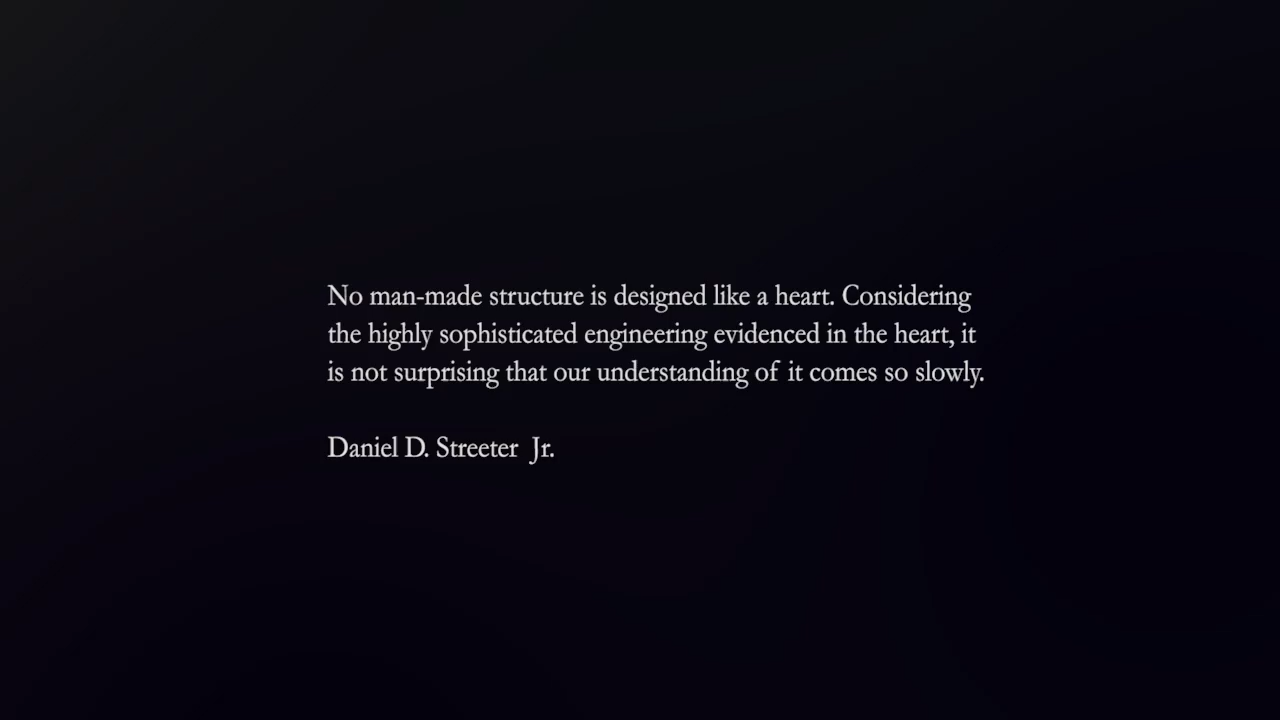 No man-made structure is designed like a heart. Considering
the highly sophisticated engineering evidenced in the heart, it
is not surprising that our understanding of it comes so slowly.
Daniel D. Streeter Jr.